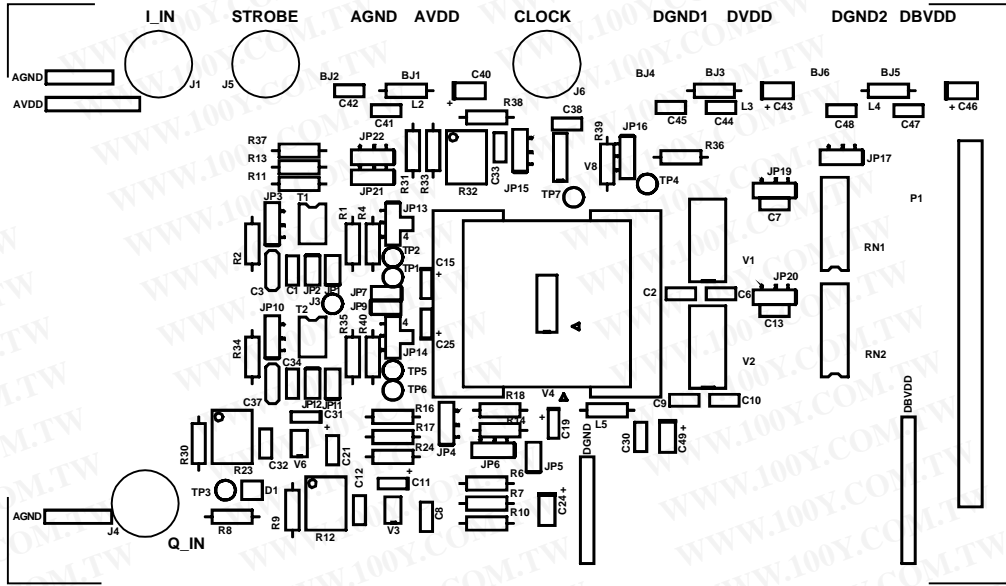 I_IN STROBE AGND AVDD CLOCK DGND1 DVDD DGND2 DBVDD
AGND
AVDD
J1
J5
J6
BJ2 BJ1 C40
C42 L2
C41
+
R38
C38
BJ4 BJ3
C45 C44 L3
+ C43
BJ6 BJ5
C48 L4 C47
+ C46
R37
R13
R11
JP22
JP21
R31
R33
R32
C33
JP15
TP7
R39
V8
JP16
TP4
R36
JP17
JP19
C7
P1
JP3
T1
R1
R4
JP13
4
TP2
TP1
R2
C3
C1
JP2
JP1
J3
JP7
JP9
C15
+
C2
V1
C6
JP20
C13
RN1
JP10
T2
R35
R40
4
JP14
+
C25
V2
RN2
R34
C34
C37
JP12
JP11
TP5
TP6
V4
C9
C10
DBVDD
C31
+
R16
R17
R24
JP4
R18
R14
JP6
+
C19
JP5
L5
DGND
C30
C49
+
R30
R23
C32
V6
C21
R6
R7
R10
C24
+
TP3
D1
R8
R9
R12
C12
+
C11
V3
C8
AGND
J4
Q_IN
WWW.100Y.COM.TW